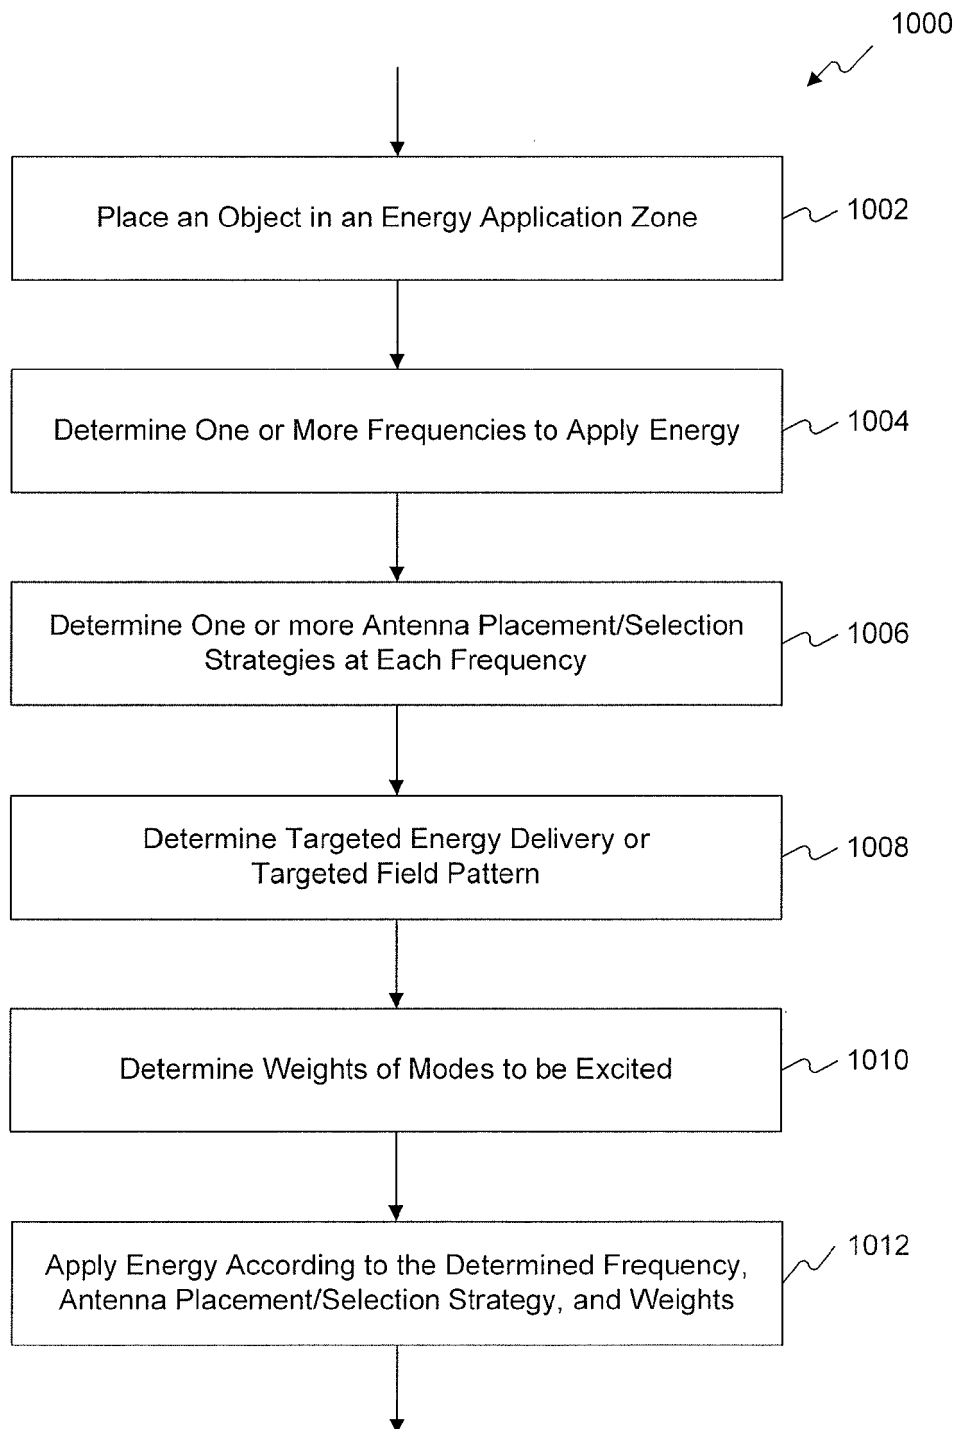 1000
Place an Object in an Energy Application Zone
1002
Determine One or More Frequencies to Apply Energy
1004
Determine One or more Antenna Placement/Selection
Strategies at Each Frequency
1006
Determine Targeted Energy Delivery or
Targeted Field Pattern
1008
Determine Weights of Modes to be Excited
1010
Apply Energy According to the Determined Frequency,
Antenna Placement/Selection Strategy, and Weights
1012